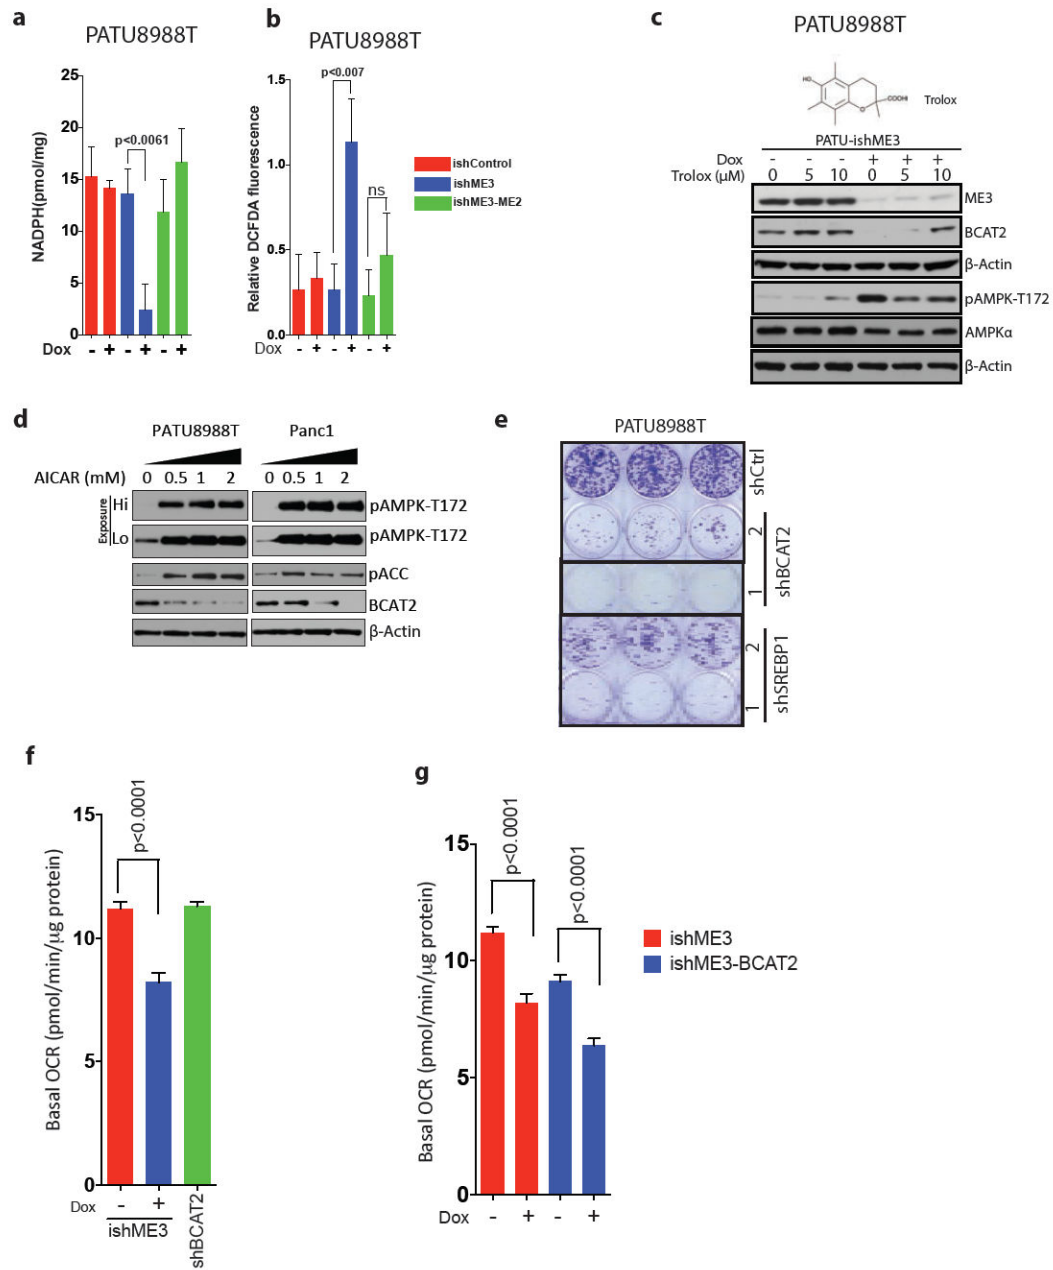 a
PATU8988T
NADPH(pmol/mg)
25
20
15
10
5
0
p<0.0061
Dox - + - + - +
b
PATU8988T
Relative DCFDA fluorescence
1.5
1.0
0.5
0.0
p<0.007
ns
Dox - + - + - +
ishControl
ishME3
ishME3-ME2
c
PATU8988T
HO
O
COOH
Trolox
PATU-ishME3
Dox - - - + + +
Trolox (μM) 0 5 10 0 5 10
ME3
BCAT2
β-Actin
pAMPK-T172
AMPKα
β-Actin
d
PATU8988T Panc1
AICAR (mM) 0 0.5 1 2 0 0.5 1 2
Exposure
Hi pAMPK-T172
Lo pAMPK-T172
pACC
BCAT2
β-Actin
e
PATU8988T
shCtrl
2
1
shBCAT2
2
1
shSREBP1
f
Basal OCR (pmol/min/μg protein)
15
10
5
0
p<0.0001
Dox - +
ishME3
shBCAT2
g
Basal OCR (pmol/min/μg protein)
15
10
5
0
p<0.0001
p<0.0001
Dox - + - +
ishME3
ishME3-BCAT2